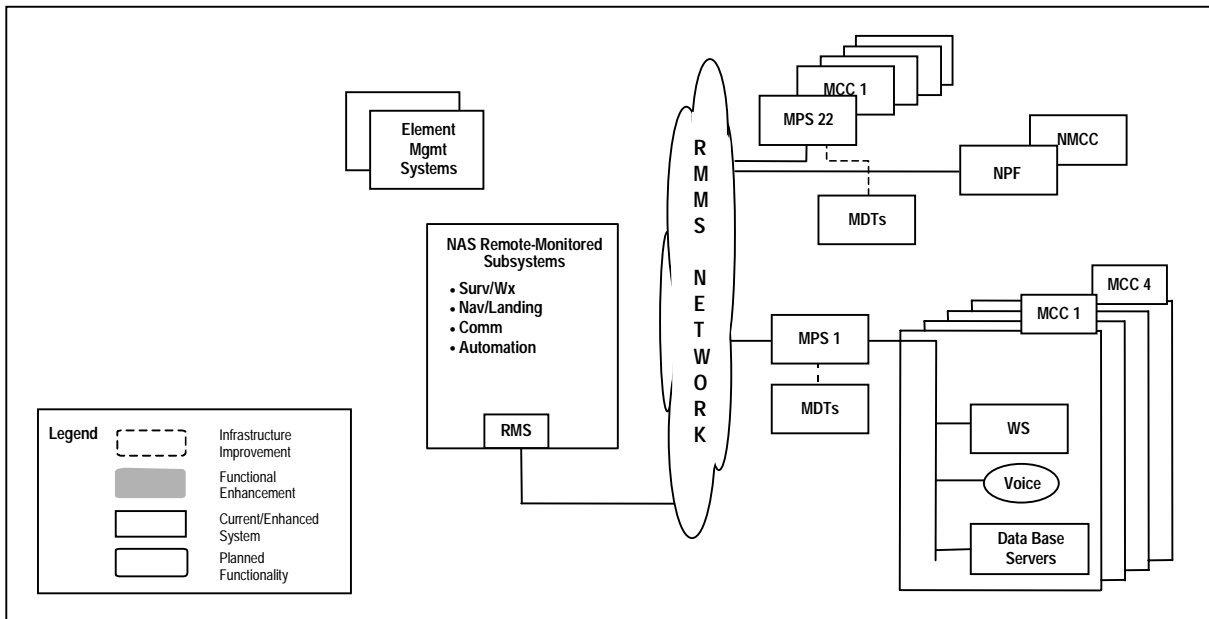 Element
Mgmt
Systems
NAS Remote-Monitored
Subsystems
• Surv/Wx
• Nav/Landing
• Comm
• Automation
RMS
RMMS NETWORK
MCC 1
MPS 22
MDTs
NMCC
NPF
MPS 1
MDTs
MCC 4
MCC 1
WS
Voice
Data Base
Servers
Legend
Infrastructure
Improvement
Functional
Enhancement
Current/Enhanced
System
Planned
Functionality